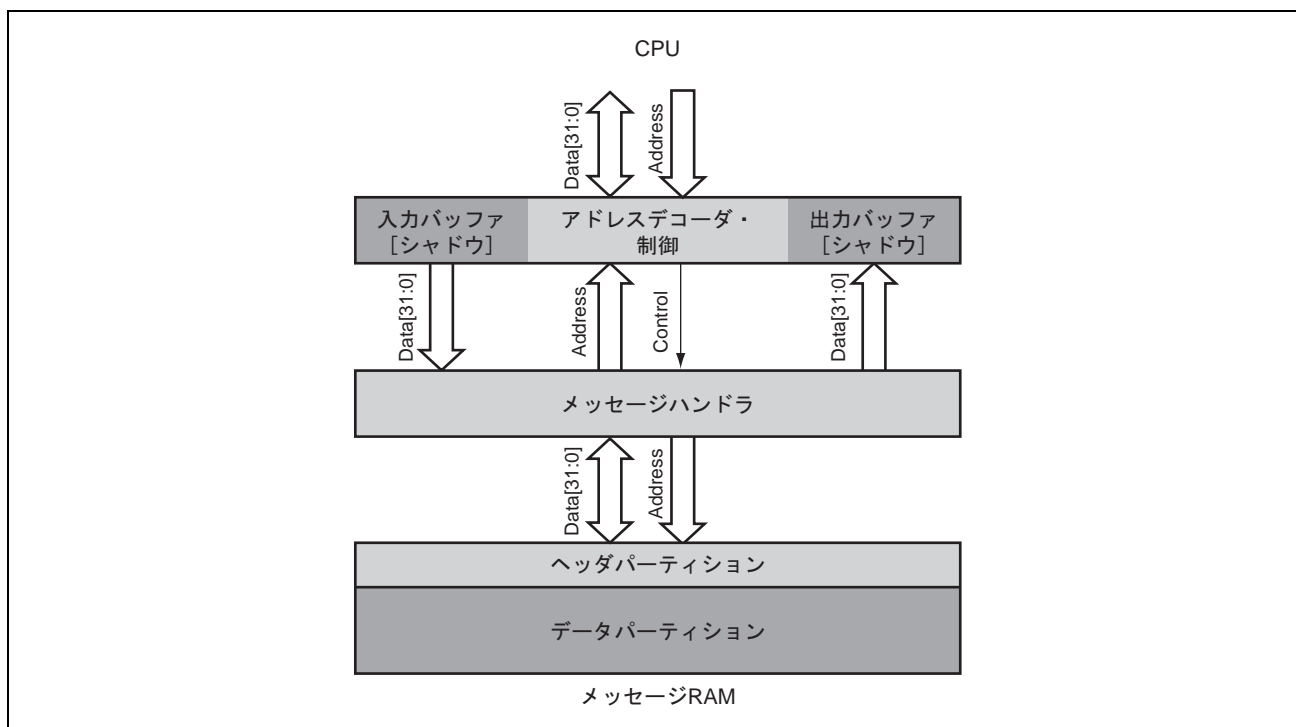 CPU
Data[31:0]
Address
入力バッファ
［シャドウ］
アドレスデコーダ・
制御
出力バッファ
［シャドウ］
Data[31:0]
Address
Control
Data[31:0]
メッセージハンドラ
Data[31:0]
Address
ヘッダパーティション
データパーティション
メッセージRAM